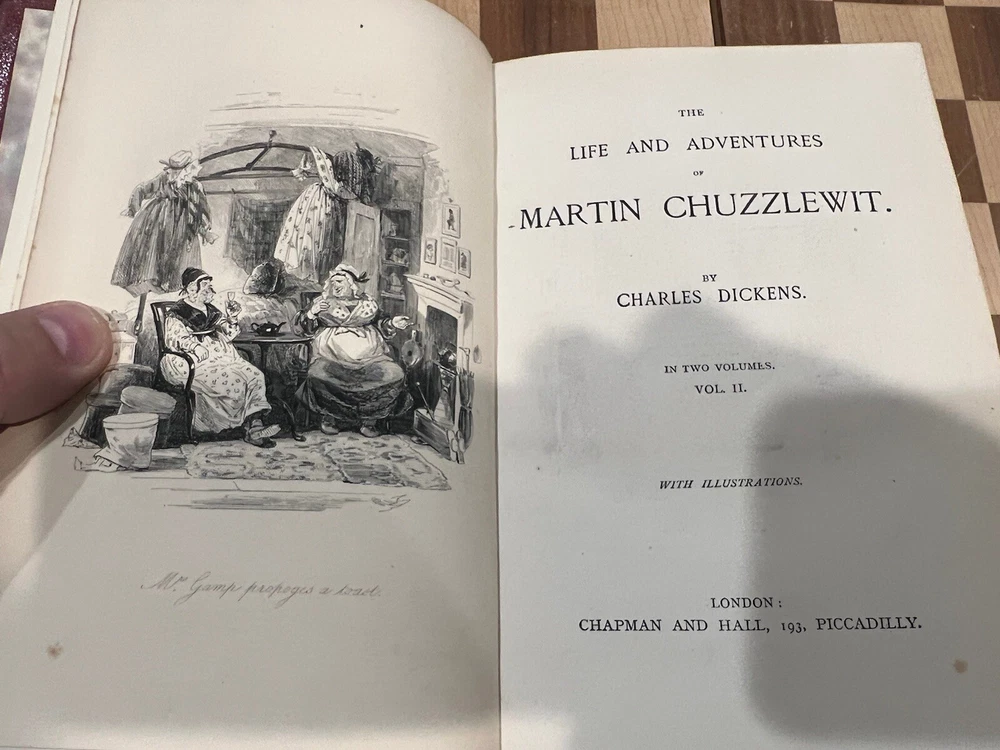 Mrs. Gamp proposes a toast.
THE
LIFE AND ADVENTURES
OF
MARTIN CHUZZLEWIT.
BY
CHARLES DICKENS.
IN TWO VOLUMES.
VOL. II.
WITH ILLUSTRATIONS.
LONDON:
CHAPMAN AND HALL, 193, PICCADILLY.